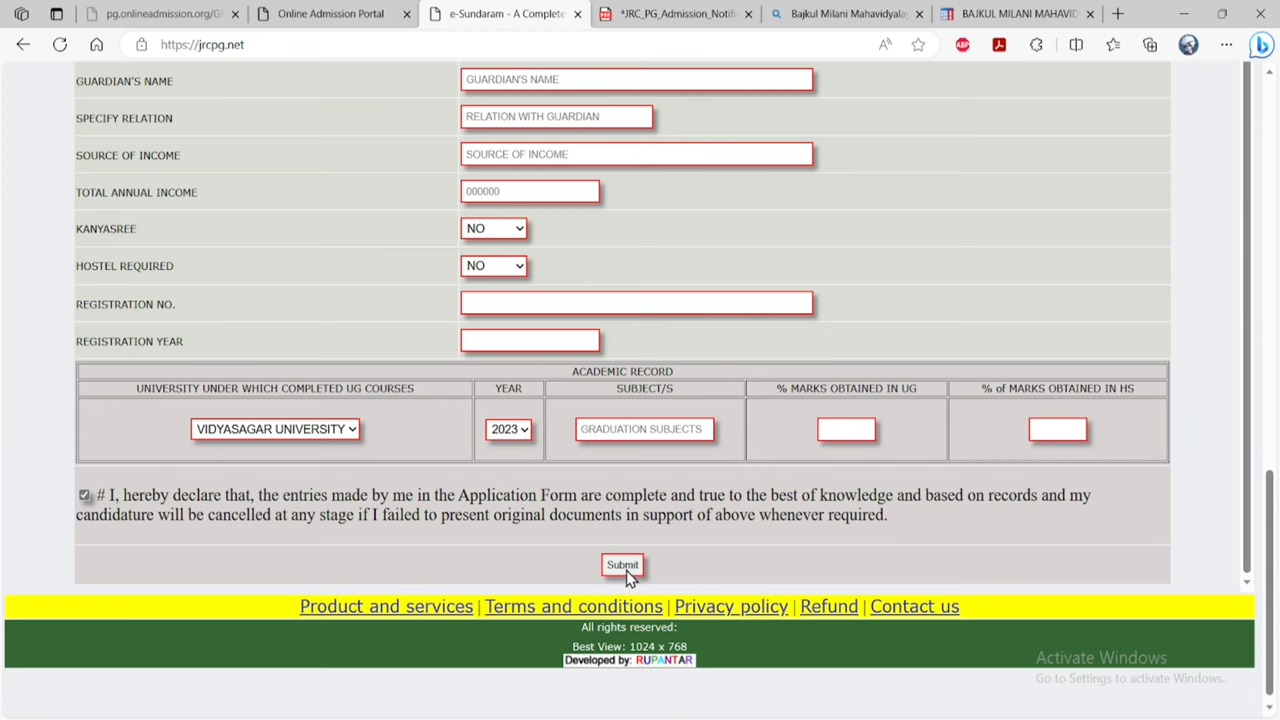 pg.onlineadmission.org/G
Online Admission Portal
e-Sundaram - A Complete
*JRC_PG_Admission_Notifi
Bajkul Milani Mahavidyala
BAJKUL MILANI MAHAVID
https://jrcpg.net
GUARDIAN'S NAME GUARDIAN'S NAME
SPECIFY RELATION RELATION WITH GUARDIAN
SOURCE OF INCOME SOURCE OF INCOME
TOTAL ANNUAL INCOME 000000
KANYASREE NO
HOSTEL REQUIRED NO
REGISTRATION NO.
REGISTRATION YEAR
ACADEMIC RECORD
UNIVERSITY UNDER WHICH COMPLETED UG COURSES YEAR SUBJECT/S % MARKS OBTAINED IN UG % of MARKS OBTAINED IN HS
VIDYASAGAR UNIVERSITY 2023 GRADUATION SUBJECTS
# I, hereby declare that, the entries made by me in the Application Form are complete and true to the best of knowledge and based on records and my
candidature will be cancelled at any stage if I failed to present original documents in support of above whenever required.
Submit
Product and services | Terms and conditions | Privacy policy | Refund | Contact us
All rights reserved:
Best View: 1024 x 768
Developed by: RUPANTAR
Activate Windows
Go to Settings to activate Windows.